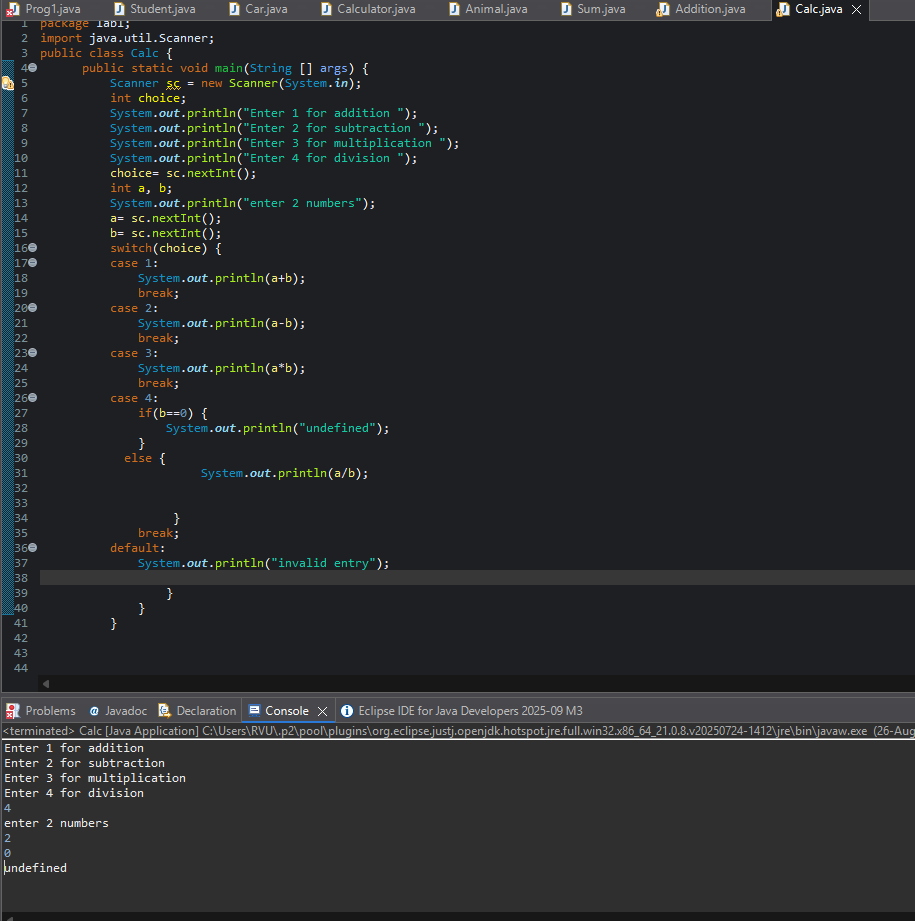 Prog1.java Student.java Car.java Calculator.java Animal.java Sum.java Addition.java Calc.java
1 package lab1;
2 import java.util.Scanner;
3 public class Calc {
4 public static void main(String [] args) {
5 Scanner sc = new Scanner(System.in);
6 int choice;
7 System.out.println("Enter 1 for addition ");
8 System.out.println("Enter 2 for subtraction ");
9 System.out.println("Enter 3 for multiplication ");
10 System.out.println("Enter 4 for division ");
11 choice= sc.nextInt();
12 int a, b;
13 System.out.println("enter 2 numbers");
14 a= sc.nextInt();
15 b= sc.nextInt();
16 switch(choice) {
17 case 1:
18 System.out.println(a+b);
19 break;
20 case 2:
21 System.out.println(a-b);
22 break;
23 case 3:
24 System.out.println(a*b);
25 break;
26 case 4:
27 if(b==0) {
28 System.out.println("undefined");
29 }
30 else {
31 System.out.println(a/b);
32
33
34 }
35 break;
36 default:
37 System.out.println("invalid entry");
38
39 }
40 }
41 }
42
43
44
Problems @ Javadoc Declaration Console Eclipse IDE for Java Developers 2025-09 M3
<terminated> Calc [Java Application] C:\Users\RVU\.p2\pool\plugins\org.eclipse.justj.openjdk.hotspot.jre.full.win32.x86_64_21.0.8.v20250724-1412\jre\bin\javaw.exe (26-Aug
Enter 1 for addition
Enter 2 for subtraction
Enter 3 for multiplication
Enter 4 for division
4
enter 2 numbers
2
0
undefined